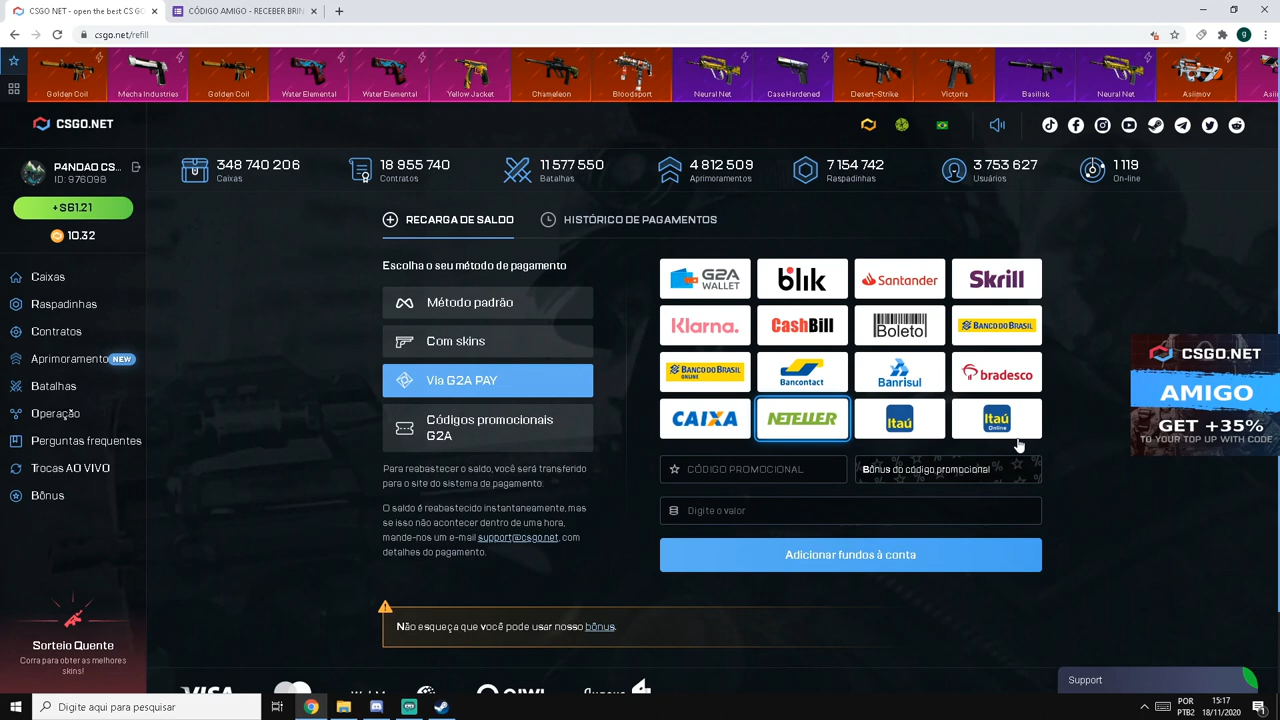 CSGO NET - open the best CS GO
CÓDIGO AMIGO - RECEBER BRIN
csgo.net/refill
g
Golden Coil
Mecha Industries
Golden Coil
Water Elemental
Water Elemental
Yellow Jacket
Chameleon
Bloodsport
Neural Net
Case Hardened
Desert-Strike
Victoria
Basilisk
Neural Net
Asiimov
Asii
CSGO.NET
P4NDAO CS...
ID: 976098
+$61.21
10.32
348 740 206
Caixas
18 955 740
Contratos
11 577 550
Batalhas
4 812 509
Aprimoramentos
7 154 742
Raspadinhas
3 753 627
Usuários
1 119
On-line
Caixas
Raspadinhas
Contratos
Aprimoramento NEW
Batalhas
Operação
Perguntas frequentes
Trocas AO VIVO
Bônus
Sorteio Quente
Corra para obter as melhores
skins!
RECARGA DE SALDO
HISTÓRICO DE PAGAMENTOS
Escolha o seu método de pagamento
Método padrão
Com skins
Via G2A PAY
Códigos promocionais
G2A
Para reabastecer o saldo, você será transferido
para o site do sistema de pagamento.
O saldo é reabastecido instantaneamente, mas
se isso não acontecer dentro de uma hora,
mande-nos um e-mail support@csgo.net, com
detalhes do pagamento.
G2A
WALLET
blik
Santander
Skrill
Klarna.
CashBill
Boleto
BANCO DO BRASIL
BANCO DO BRASIL
ONLINE
Bancontact
Banrisul
bradesco
CAIXA
NETELLER
Itaú
Itaú
Online
CÓDIGO PROMOCIONAL
Bônus do código promocional
Digite o valor
Adicionar fundos à conta
Não esqueça que você pode usar nosso bônus.
CSGO.NET
AMIGO
GET +35%
TO YOUR TOP UP WITH CODE
VISA
QIWI
Support
Digite aqui para pesquisar
POR
PTB2
15:17
18/11/2020
1